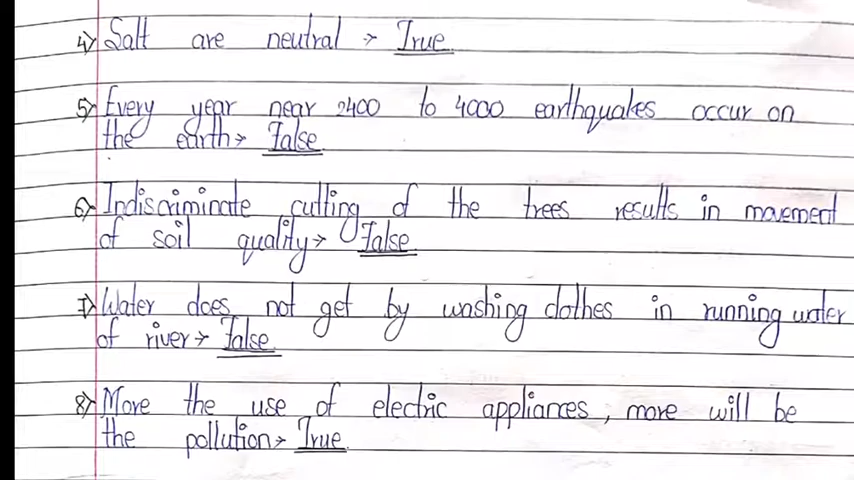 4) Salt are neutral → True
5) Every year near 2400 to 4000 earthquakes occur on
the earth → False
6) Indiscriminate cutting of the trees results in movement
of soil quality → False
7) Water does not get by washing clothes in running water
of river → False
8) More the use of electric appliances, more will be
the pollution → True